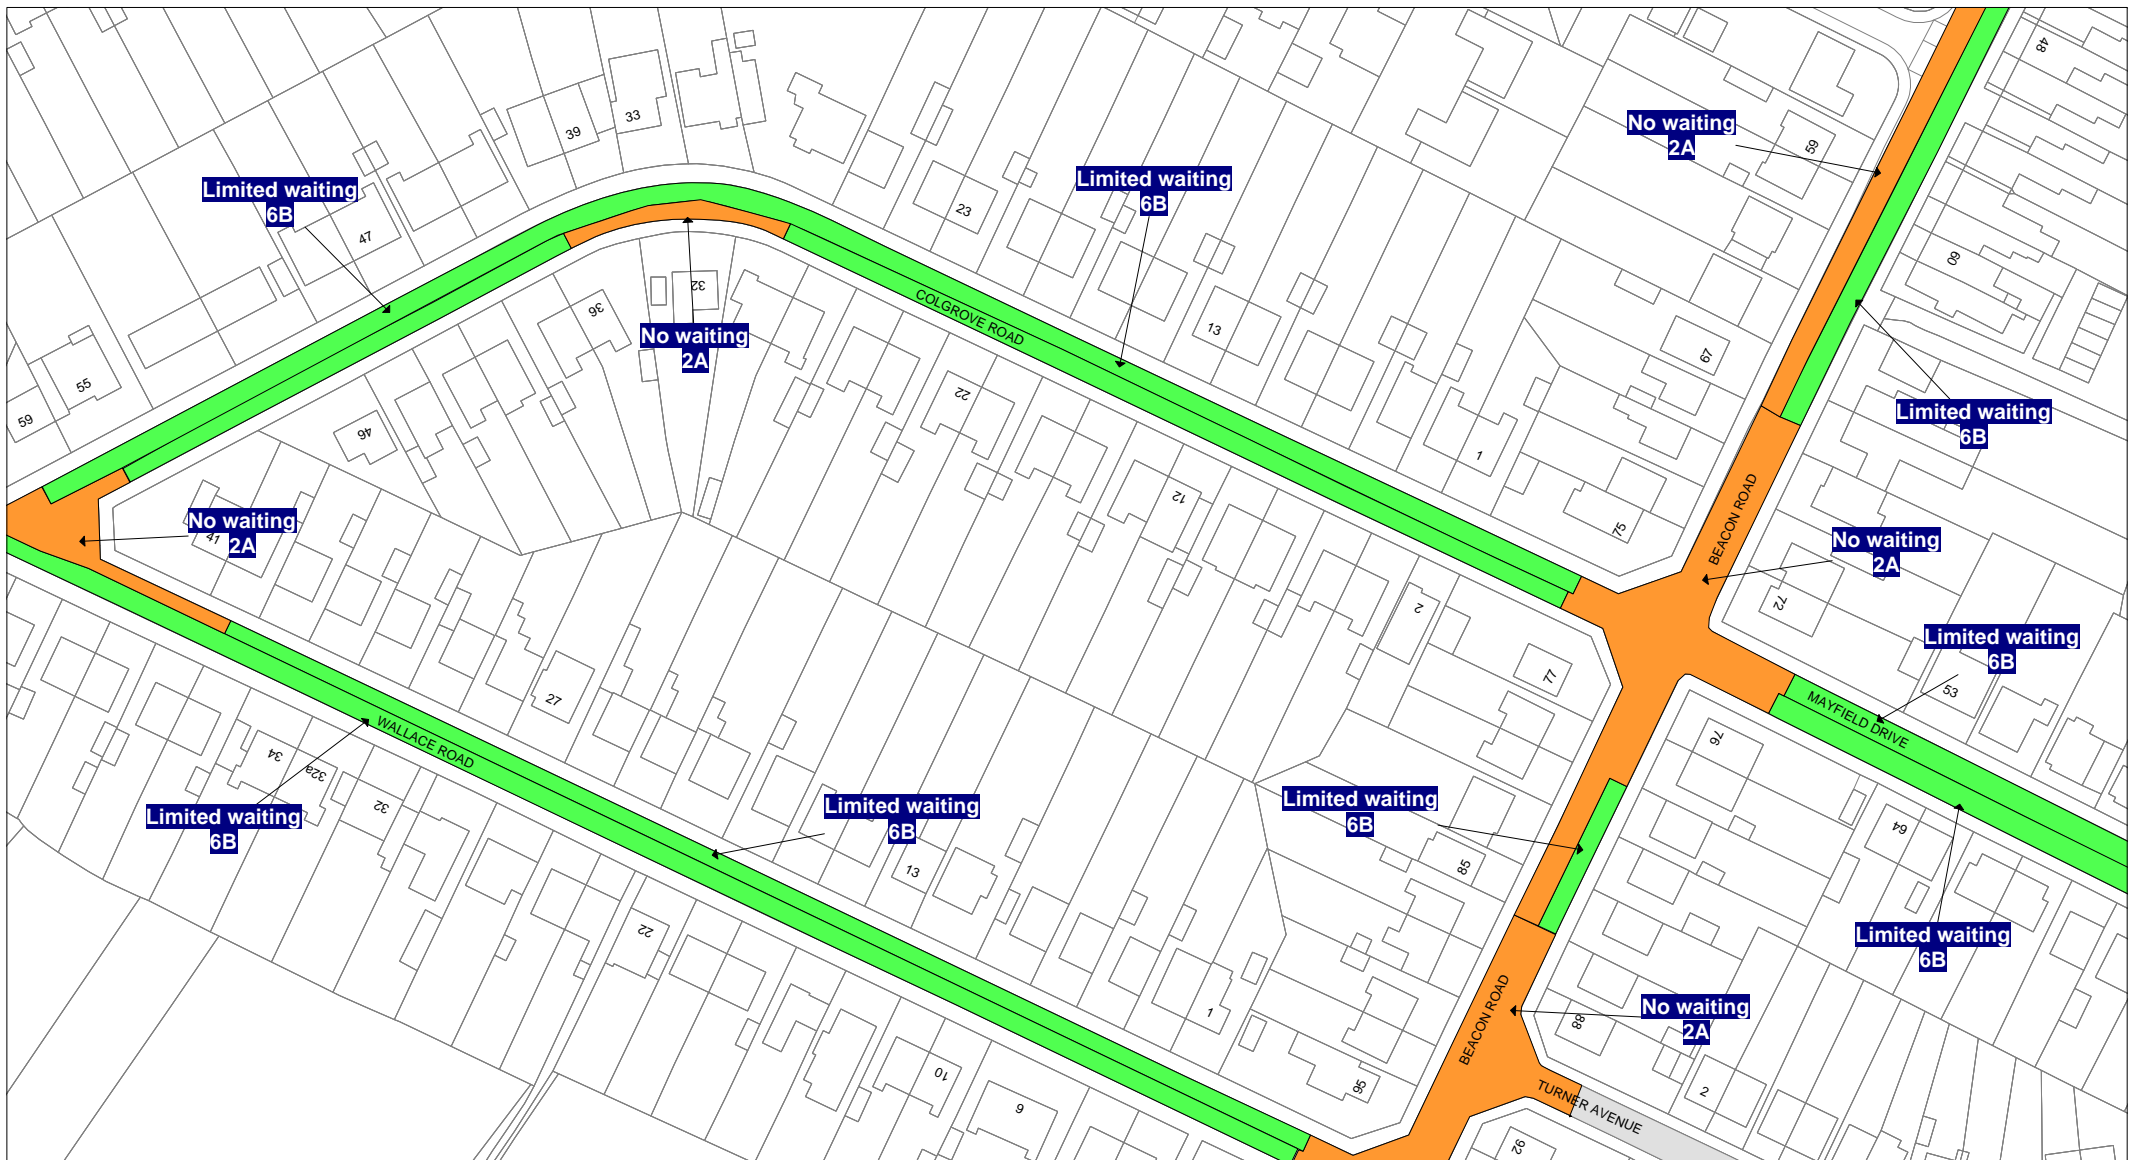 48
39
33
59
No waiting
2A
Limited waiting
6B
Limited waiting
6B
47
23
60
32
36
COLGROVE ROAD
13
No waiting
2A
67
55
59
22
Limited waiting
6B
46
1
12
75
BEACON ROAD
No waiting
2A
41
No waiting
2A
72
2
Limited waiting
6B
77
53
27
MAYFIELD DRIVE
WALLACE ROAD
34
32a
32
76
Limited waiting
6B
Limited waiting
6B
Limited waiting
6B
64
13
85
22
Limited waiting
6B
1
BEACON ROAD
No waiting
2A
88
10
95
2
9
TURNER AVENUE
92